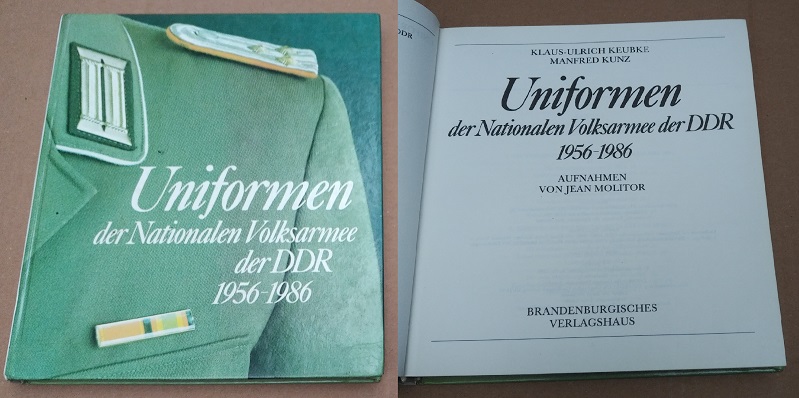 Uniformen
der Nationalen Volksarmee
der DDR
1956–1986
DDR
KLAUS-ULRICH KEUBKE
MANFRED KUNZ
Uniformen
der Nationalen Volksarmee der DDR
1956–1986
AUFNAHMEN
VON JEAN MOLITOR
BRANDENBURGISCHES
VERLAGSHAUS